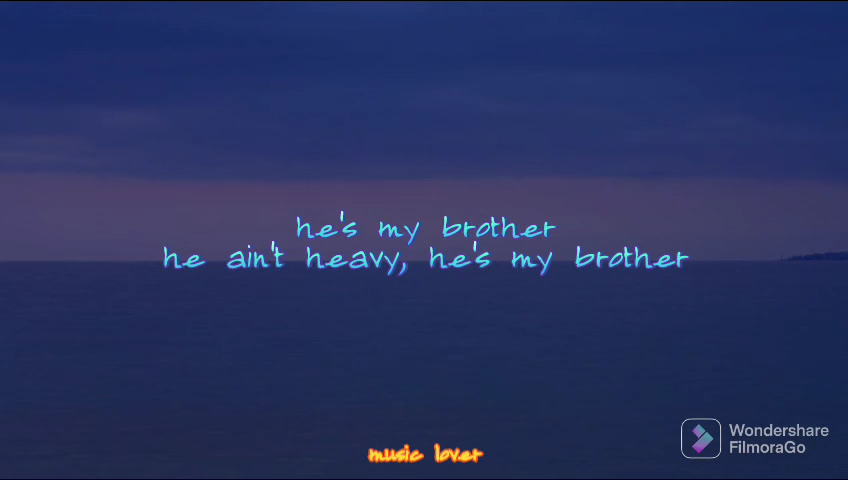 he's my brother
he ain't heavy, he's my brother
music lover
Wondershare
FilmoraGo